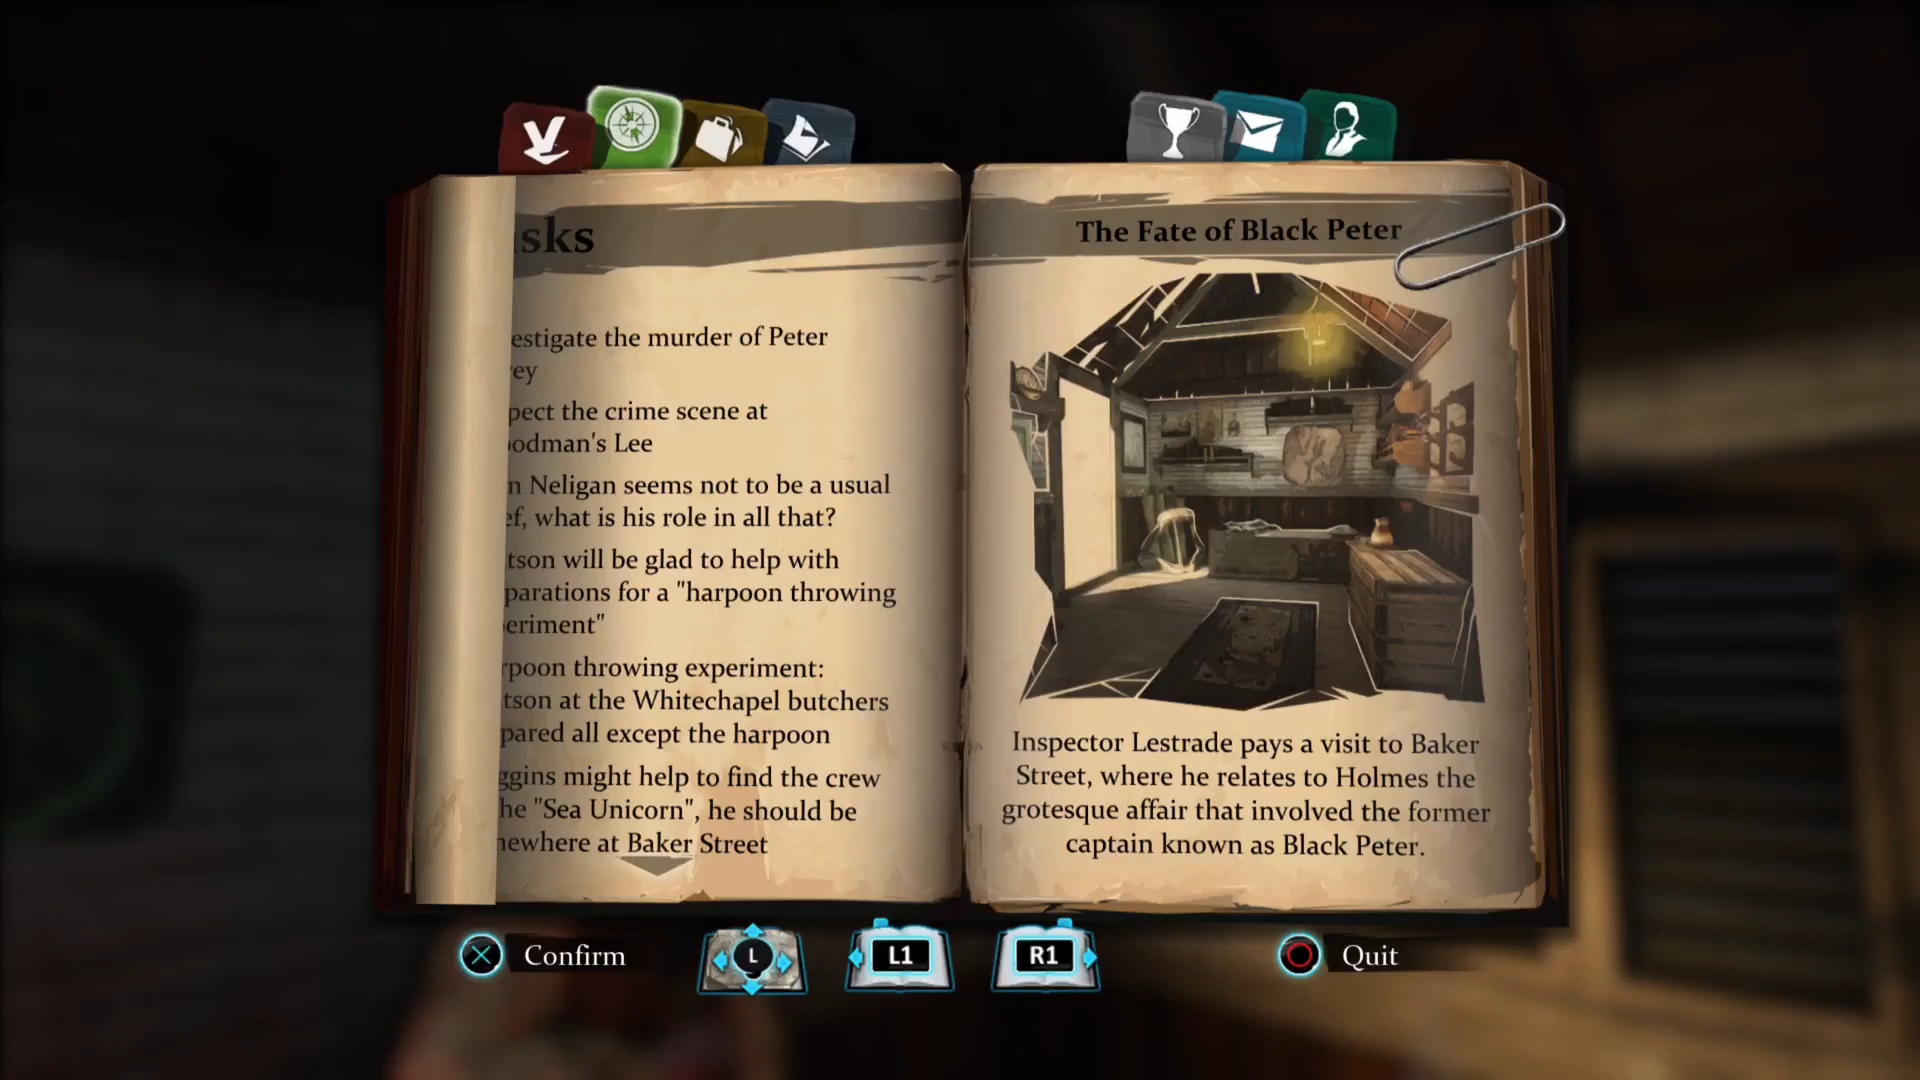 sks
estigate the murder of Peter
ey
pect the crime scene at
odman's Lee
n Neligan seems not to be a usual
ef, what is his role in all that?
tson will be glad to help with
parations for a "harpoon throwing
eriment"
rpoon throwing experiment:
tson at the Whitechapel butchers
pared all except the harpoon
ggins might help to find the crew
he "Sea Unicorn", he should be
ewhere at Baker Street
The Fate of Black Peter
Inspector Lestrade pays a visit to Baker
Street, where he relates to Holmes the
grotesque affair that involved the former
captain known as Black Peter.
Confirm
L
L1
R1
Quit